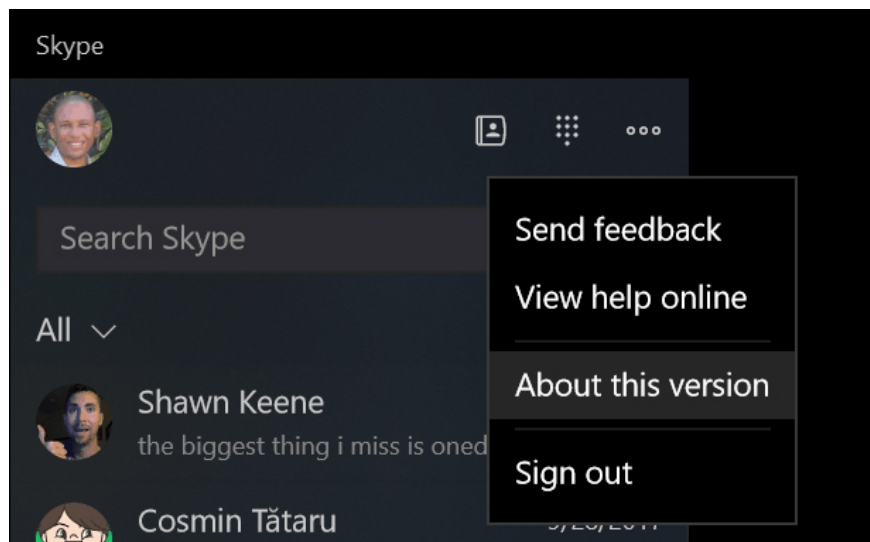 Skype
Search Skype
Send feedback
View help online
All
About this version
Shawn Keene
the biggest thing i miss is oned
Sign out
Cosmin Tătaru